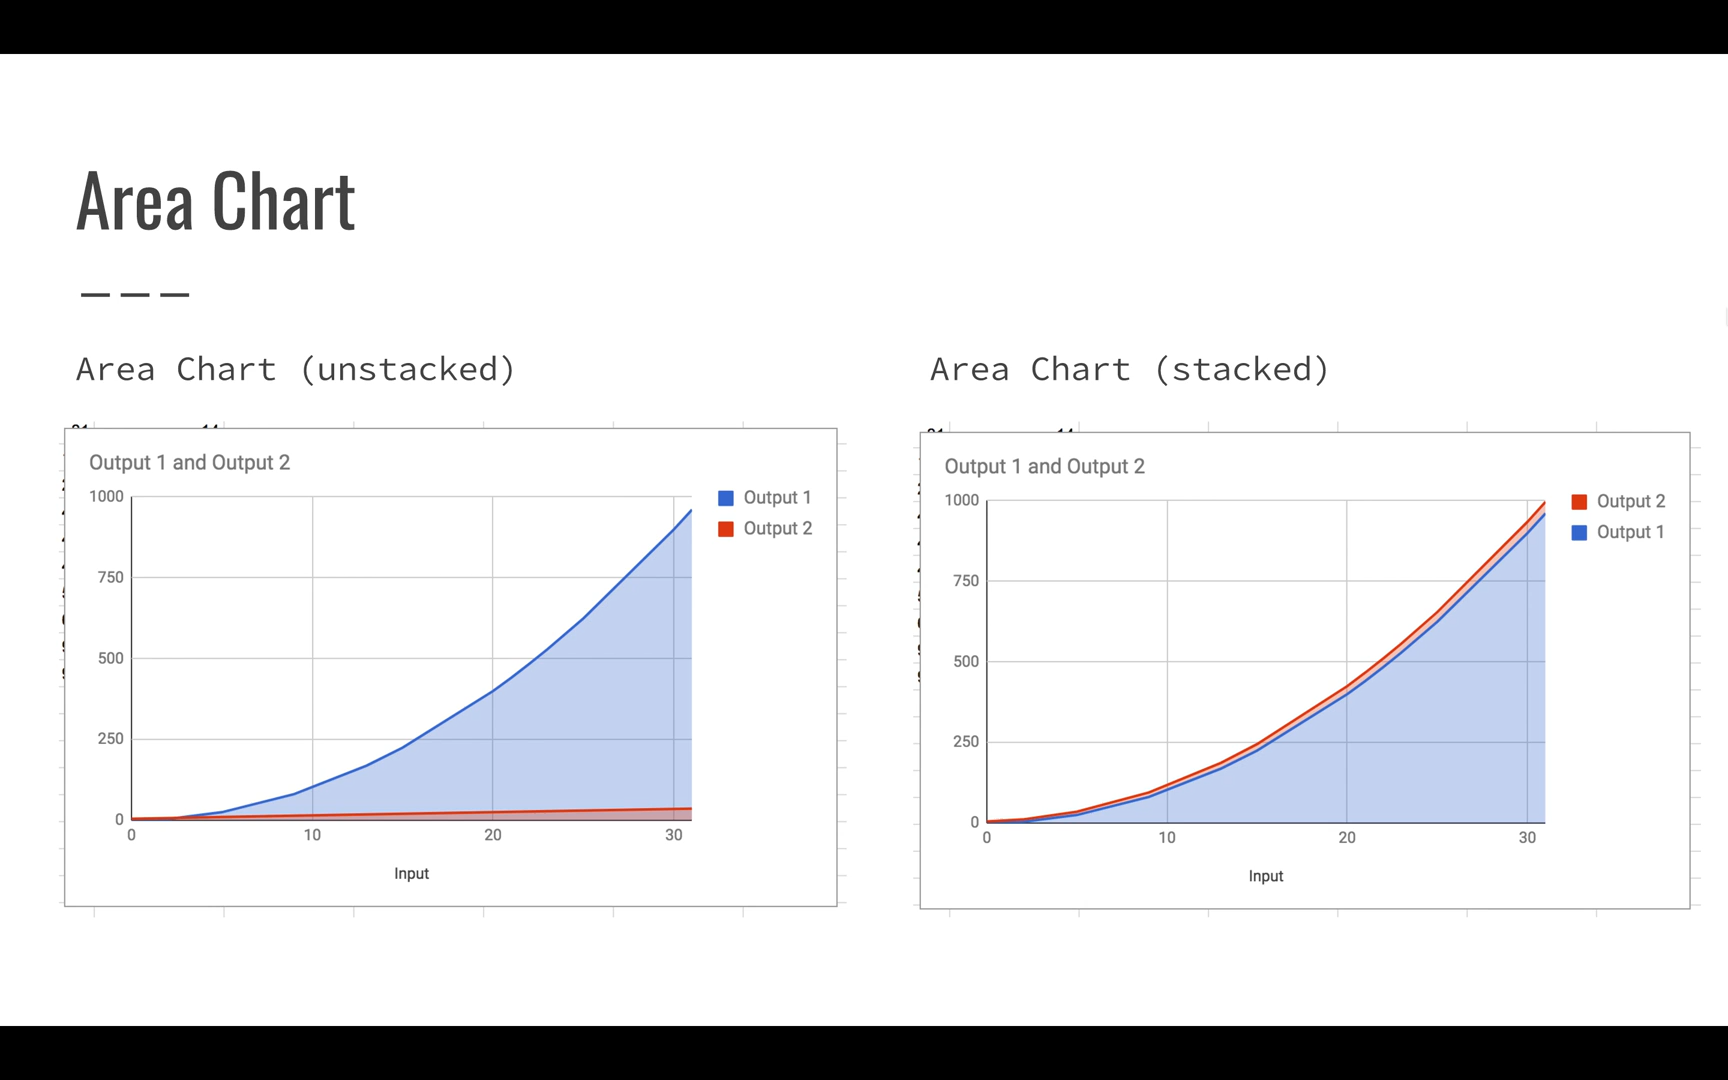 Area Chart
Area Chart (unstacked)
Output 1 and Output 2
1000
750
500
250
0
0 10 20 30
Input
Output 1
Output 2
Area Chart (stacked)
Output 1 and Output 2
1000
750
500
250
0
0 10 20 30
Input
Output 2
Output 1